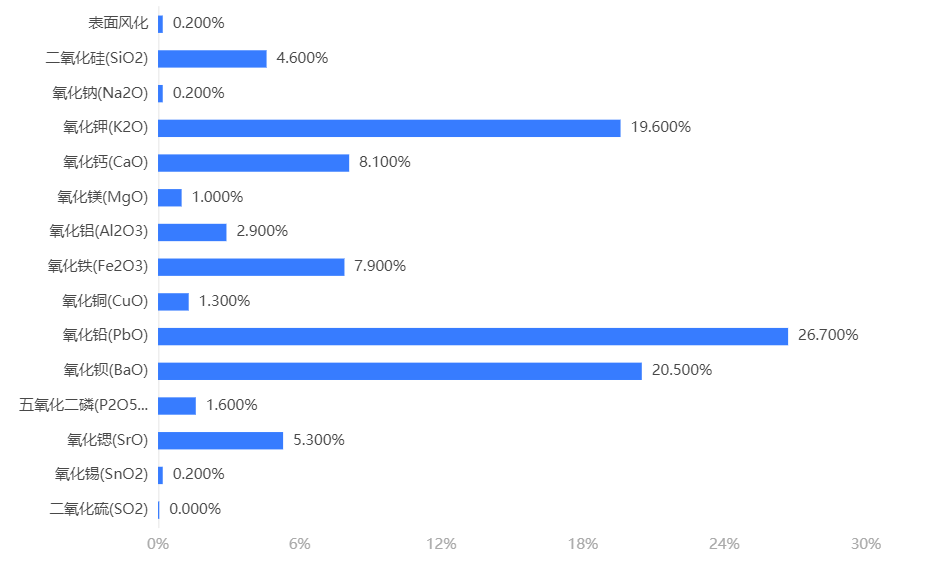 表面风化 0.200%
二氧化硅(SiO2) 4.600%
氧化钠(Na2O) 0.200%
氧化钾(K2O) 19.600%
氧化钙(CaO) 8.100%
氧化镁(MgO) 1.000%
氧化铝(Al2O3) 2.900%
氧化铁(Fe2O3) 7.900%
氧化铜(CuO) 1.300%
氧化铅(PbO) 26.700%
氧化钡(BaO) 20.500%
五氧化二磷(P2O5... 1.600%
氧化锶(SrO) 5.300%
氧化锡(SnO2) 0.200%
二氧化硫(SO2) 0.000%
0% 6% 12% 18% 24% 30%